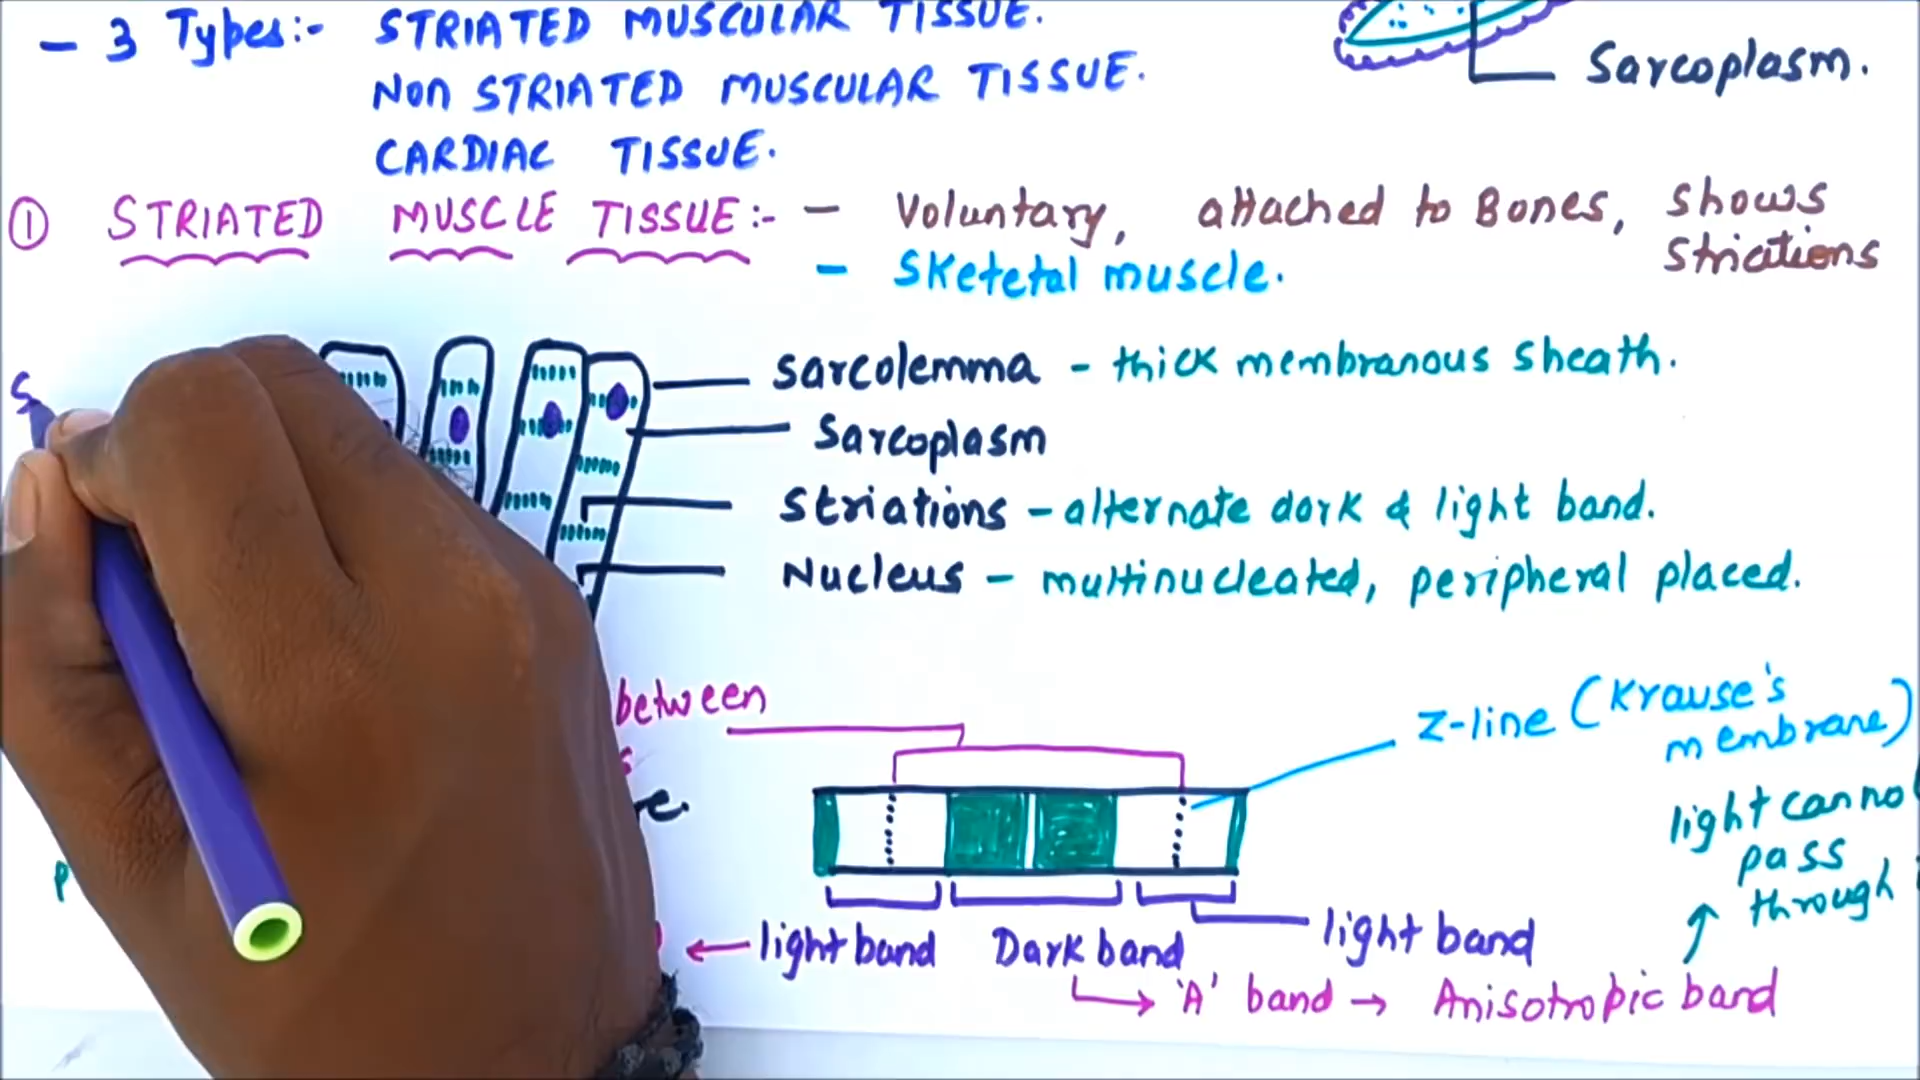 - 3 Types:- STRIATED MUSCULAR TISSUE.
Non STRIATED MUSCULAR TISSUE.
CARDIAC TISSUE.
Sarcoplasm.
① STRIATED MUSCLE TISSUE:- - Voluntary, attached to Bones, shows
striations
- Sketetal muscle.
S
Sarcolemma - thick membranous sheath.
Sarcoplasm
Striations - alternate dark & light band.
Nucleus - multinucleated, peripheral placed.
between
Z-line (Krause's
membrane)
light canno
pass
through
P
light band
Dark band
light band
'A' band → Anisotropic band